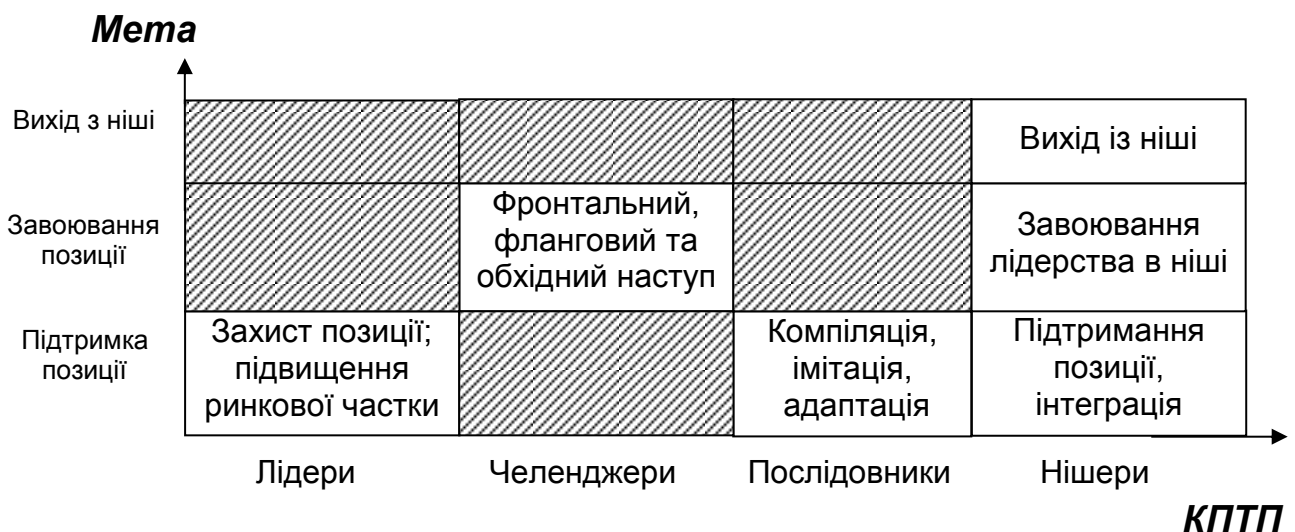 Мета
Вихід з ніші
Вихід із ніші
Завоювання
позиції
Фронтальний,
фланговий та
обхідний наступ
Завоювання
лідерства в ніші
Підтримка
позиції
Захист позиції;
підвищення
ринкової частки
Компіляція,
імітація,
адаптація
Підтримання
позиції,
інтеграція
Лідери
Челенджери
Послідовники
Нішери
КПТП